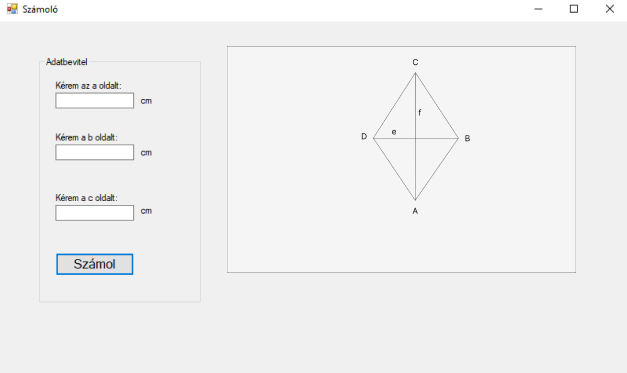 Számoló
Adatbevitel
Kérem az a oldalt:
cm
Kérem a b oldalt:
cm
Kérem a c oldalt:
cm
Számol
C
f
D
e
B
A